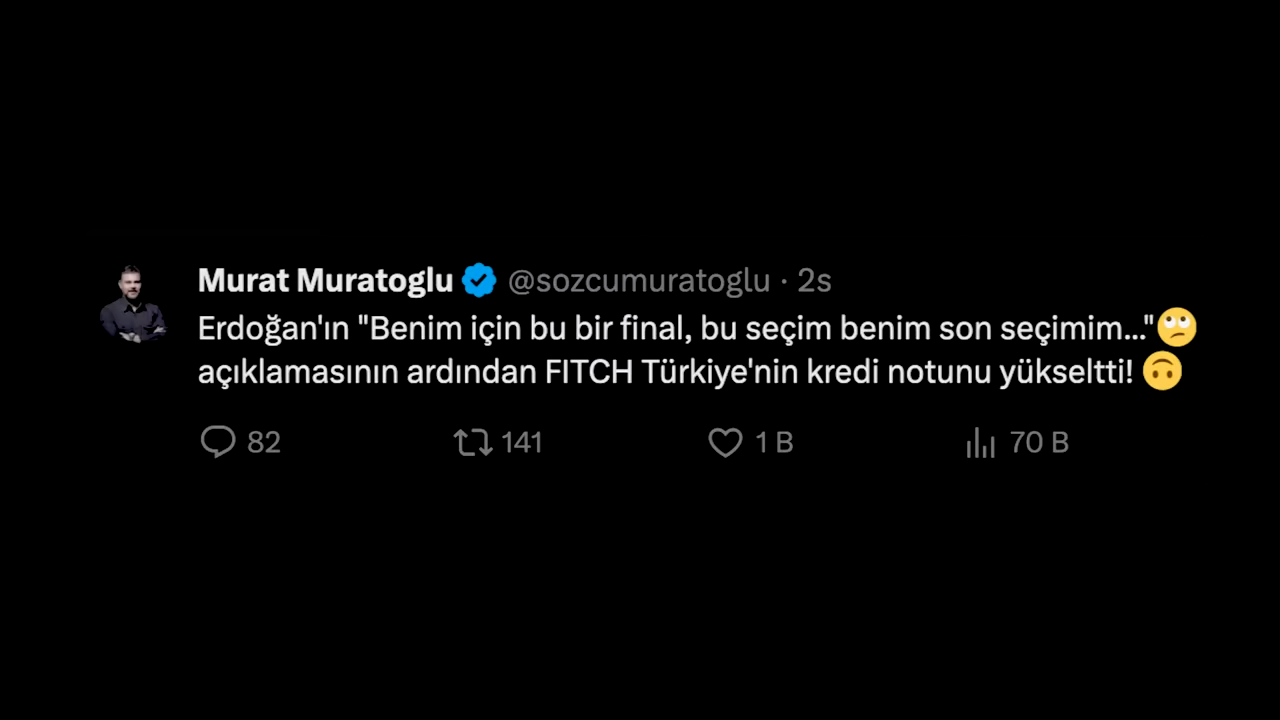 Murat Muratoglu @sozcumuratoglu · 2s
Erdoğan'ın "Benim için bu bir final, bu seçim benim son seçimim..."🙄
açıklamasının ardından FITCH Türkiye'nin kredi notunu yükseltti! 🙃
82 141 1 B 70 B